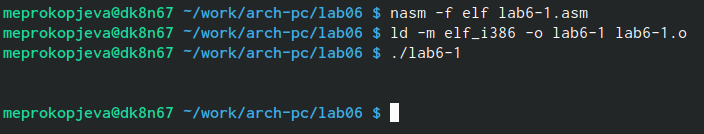 meprokopjeva@dk8n67 ~/work/arch-pc/lab06 $ nasm -f elf lab6-1.asm
meprokopjeva@dk8n67 ~/work/arch-pc/lab06 $ ld -m elf_i386 -o lab6-1 lab6-1.o
meprokopjeva@dk8n67 ~/work/arch-pc/lab06 $ ./lab6-1
meprokopjeva@dk8n67 ~/work/arch-pc/lab06 $